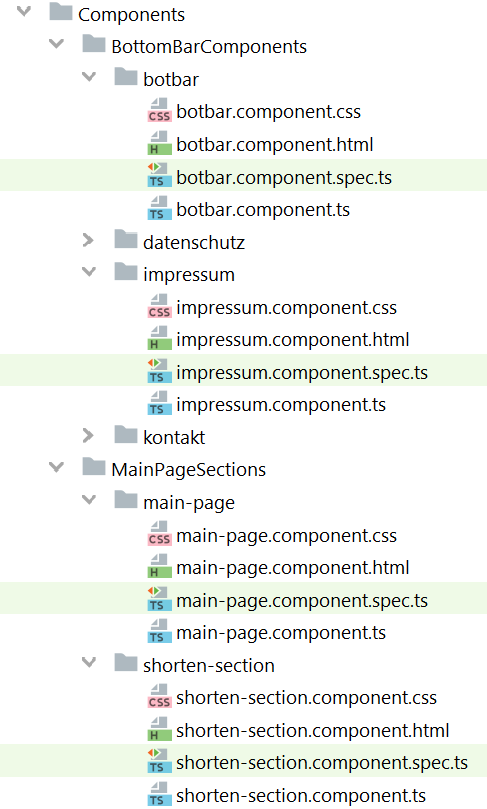 Components
BottomBarComponents
botbar
CSS botbar.component.css
H botbar.component.html
TS botbar.component.spec.ts
TS botbar.component.ts
datenschutz
impressum
CSS impressum.component.css
H impressum.component.html
TS impressum.component.spec.ts
TS impressum.component.ts
kontakt
MainPageSections
main-page
CSS main-page.component.css
H main-page.component.html
TS main-page.component.spec.ts
TS main-page.component.ts
shorten-section
CSS shorten-section.component.css
H shorten-section.component.html
TS shorten-section.component.spec.ts
TS shorten-section.component.ts